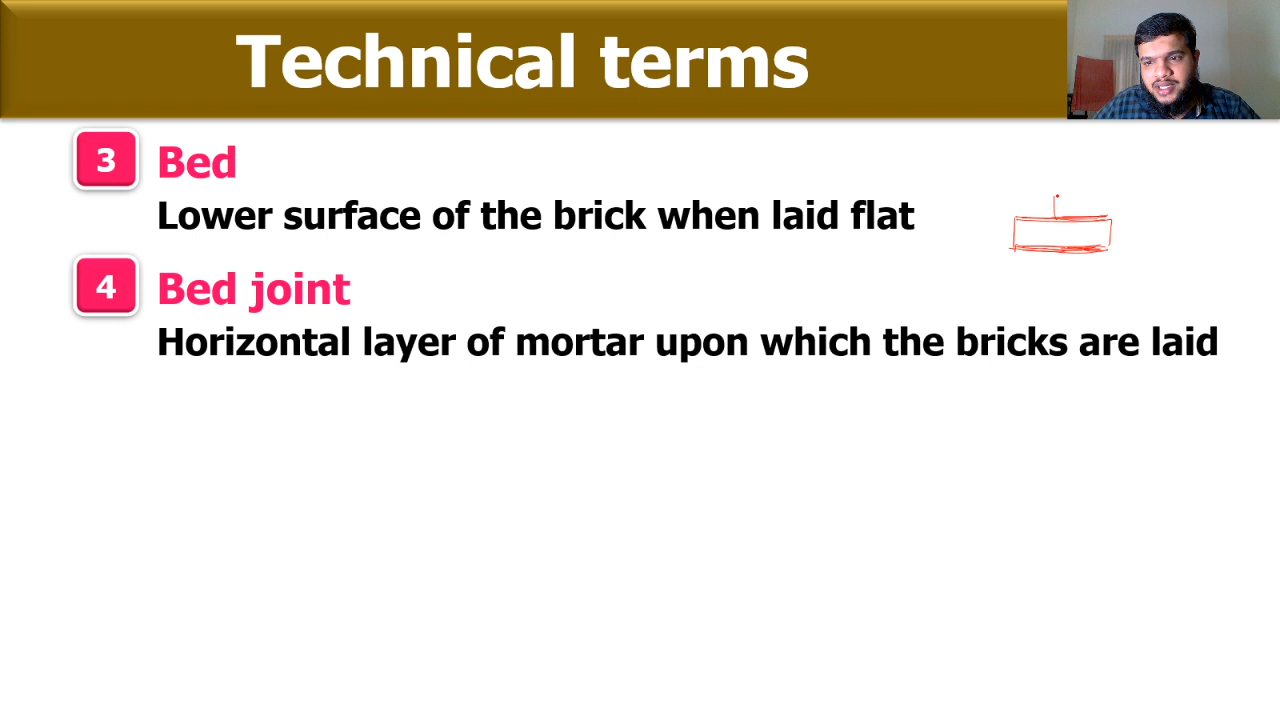 Technical terms
3 Bed
Lower surface of the brick when laid flat
4 Bed joint
Horizontal layer of mortar upon which the bricks are laid